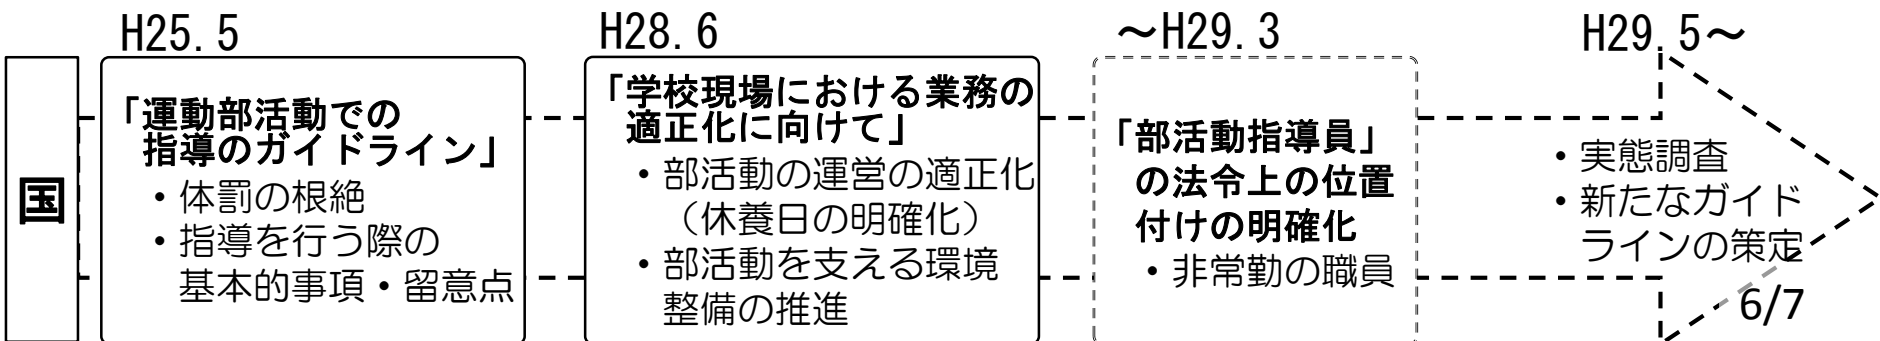 H25.5
H28.6
～H29.3
H29.5～
国
「運動部活動での
指導のガイドライン」
・体罰の根絶
・指導を行う際の
基本的事項・留意点
「学校現場における業務の
適正化に向けて」
・部活動の運営の適正化
（休養日の明確化）
・部活動を支える環境
整備の推進
「部活動指導員」
の法令上の位置
付けの明確化
・非常勤の職員
・実態調査
・新たなガイド
ラインの策定
6/7